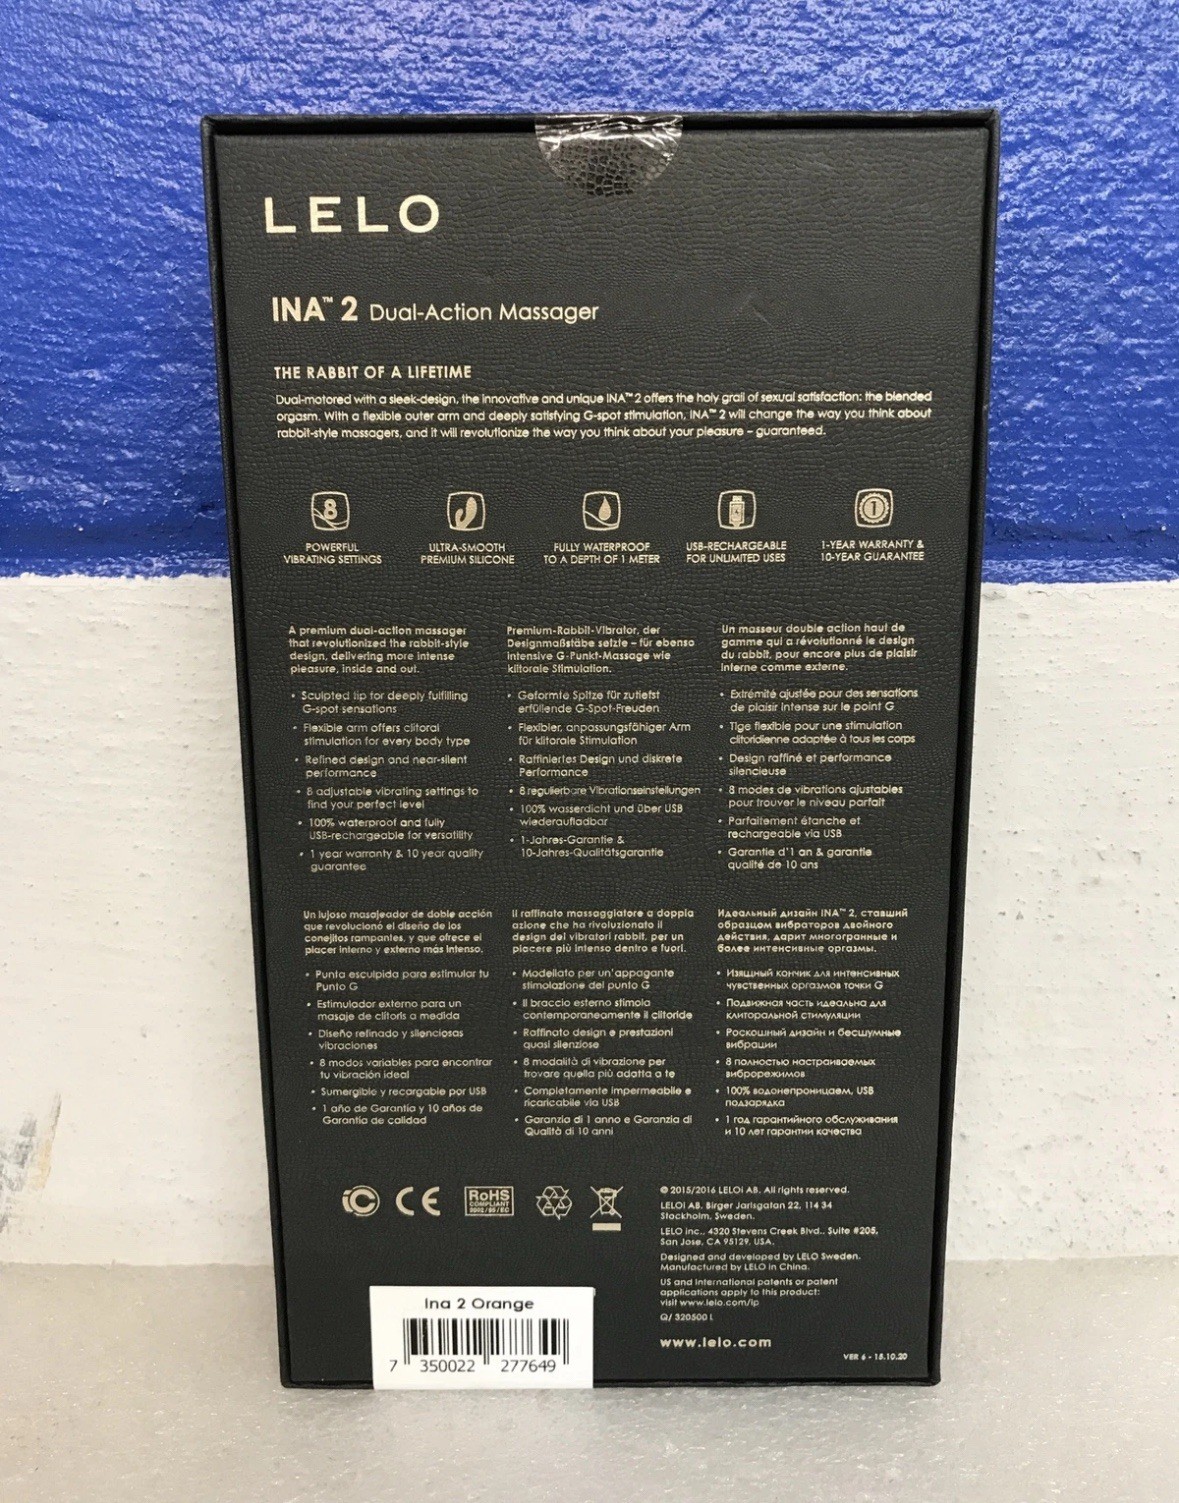 LELO
INA™ 2 Dual-Action Massager
THE RABBIT OF A LIFETIME
Dual-motored with a sleek-design, the innovative and unique INA™ 2 offers the holy grail of sexual satisfaction: the blended
orgasm. With a flexible outer arm and deeply satisfying G-spot stimulation, INA™ 2 will change the way you think about
rabbit-style massagers, and it will revolutionize the way you think about your pleasure – guaranteed.
8
POWERFUL
VIBRATING SETTINGS
ULTRA-SMOOTH
PREMIUM SILICONE
FULLY WATERPROOF
TO A DEPTH OF 1 METER
USB-RECHARGEABLE
FOR UNLIMITED USES
1
1-YEAR WARRANTY &
10-YEAR GUARANTEE
A premium dual-action massager
that revolutionized the rabbit-style
design, delivering more intense
pleasure, inside and out.
• Sculpted tip for deeply fulfilling
G-spot sensations
• Flexible arm offers clitoral
stimulation for every body type
• Refined design and near-silent
performance
• 8 adjustable vibrating settings to
find your perfect level
• 100% waterproof and fully
USB-rechargeable for versatility
• 1 year warranty & 10 year quality
guarantee
Premium-Rabbit-Vibrator, der
Designmaßstäbe setzte – für ebenso
intensive G-Punkt-Massage wie
klitorale Stimulation.
• Geformte Spitze für zutiefst
erfüllende G-Spot-Freuden
• Flexibler, anpassungsfähiger Arm
für klitorale Stimulation
• Raffiniertes Design und diskrete
Performance
• 8 regulierbare Vibrationseinstellungen
• 100% wasserdicht und über USB
wiederaufladbar
• 1-Jahres-Garantie &
10-Jahres-Qualitätsgarantie
Un masseur double action haut de
gamme qui a révolutionné le design
du rabbit, pour encore plus de plaisir
interne comme externe.
• Extrémité ajustée pour des sensations
de plaisir intense sur le point G
• Tige flexible pour une stimulation
clitoridienne adaptée à tous les corps
• Design raffiné et performance
silencieuse
• 8 modes de vibrations ajustables
pour trouver le niveau parfait
• Parfaitement étanche et
rechargeable via USB
• Garantie d'1 an & garantie
qualité de 10 ans
Un lujoso masajeador de doble acción
que revolucionó el diseño de los
conejitos rampantes, y que ofrece el
placer interno y externo más intenso.
• Punta esculpida para estimular tu
Punto G
• Estimulador externo para un
masaje de clítoris a medida
• Diseño refinado y silenciosas
vibraciones
• 8 modos variables para encontrar
tu vibración ideal
• Sumergible y recargable por USB
• 1 año de Garantía y 10 años de
Garantía de calidad
Il raffinato massaggiatore a doppia
azione che ha rivoluzionato il
design dei vibratori rabbit, per un
piacere più intenso dentro e fuori.
• Modellato per un'appagante
stimolazione del punto G
• Il braccio esterno stimola
contemporaneamente il clitoride
• Raffinato design e prestazioni
quasi silenziose
• 8 modalità di vibrazione per
trovare quella più adatta a te
• Completamente impermeabile e
ricaricabile via USB
• Garanzia di 1 anno e Garanzia di
Qualità di 10 anni
Идеальный дизайн INA™ 2, ставший
образцом вибраторов двойного
действия, дарит многогранные и
более интенсивные оргазмы.
• Изящный кончик для интенсивных
чувственных оргазмов точки G
• Подвижная часть идеальна для
клиторальной стимуляции
• Роскошный дизайн и бесшумные
вибрации
• 8 полностью настраиваемых
виброрежимов
• 100% водонепроницаем, USB
подзарядка
• 1 год гарантийного обслуживания
и 10 лет гарантии качества
CE
RoHS
COMPLIANT
2002/95/EC
© 2015/2016 LELOi AB. All rights reserved.
LELOi AB. Birger Jarlsgatan 22, 114 34
Stockholm, Sweden.
LELO Inc., 4320 Stevens Creek Blvd., Suite #205,
San Jose, CA 95129, USA.
Designed and developed by LELO Sweden.
Manufactured by LELO in China.
US and international patents or patent
applications apply to this product:
visit www.lelo.com/ip
Q/ 320500 L
www.lelo.com
VER 6 - 15.10.20
Ina 2 Orange
7 350022 277649